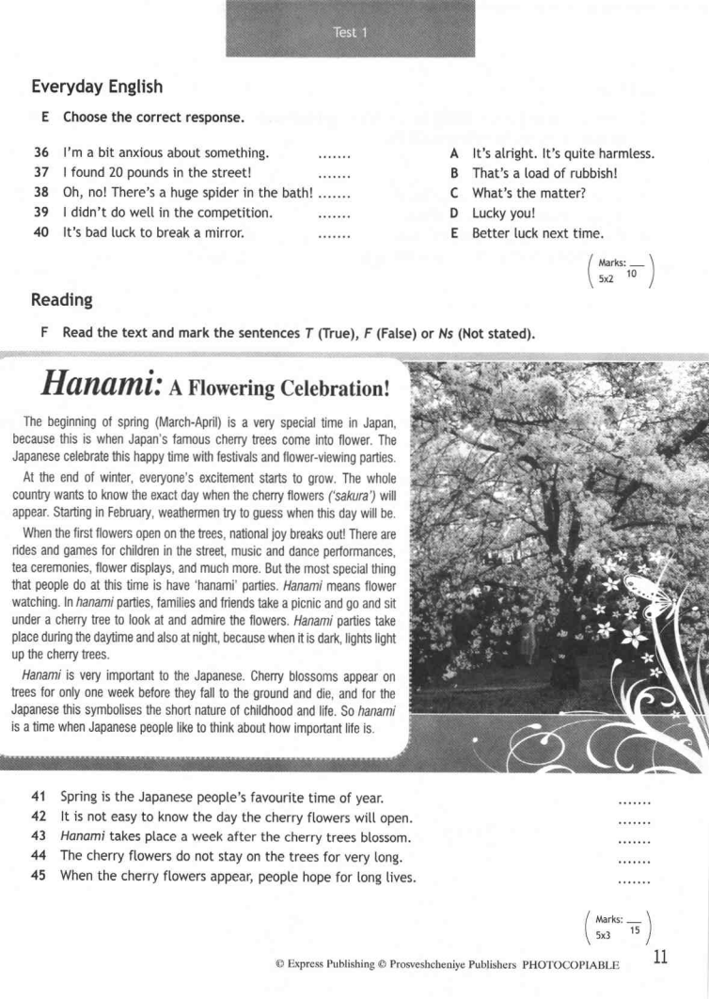 Test 1
Everyday English
E Choose the correct response.
36 I'm a bit anxious about something. .......
37 I found 20 pounds in the street! .......
38 Oh, no! There's a huge spider in the bath! .......
39 I didn't do well in the competition. .......
40 It's bad luck to break a mirror. .......
A It's alright. It's quite harmless.
B That's a load of rubbish!
C What's the matter?
D Lucky you!
E Better luck next time.
(Marks: __
5x2 10)
Reading
F Read the text and mark the sentences T (True), F (False) or Ns (Not stated).
Hanami: A Flowering Celebration!
The beginning of spring (March-April) is a very special time in Japan,
because this is when Japan's famous cherry trees come into flower. The
Japanese celebrate this happy time with festivals and flower-viewing parties.
At the end of winter, everyone's excitement starts to grow. The whole
country wants to know the exact day when the cherry flowers ('sakura') will
appear. Starting in February, weathermen try to guess when this day will be.
When the first flowers open on the trees, national joy breaks out! There are
rides and games for children in the street, music and dance performances,
tea ceremonies, flower displays, and much more. But the most special thing
that people do at this time is have 'hanami' parties. Hanami means flower
watching. In hanami parties, families and friends take a picnic and go and sit
under a cherry tree to look at and admire the flowers. Hanami parties take
place during the daytime and also at night, because when it is dark, lights light
up the cherry trees.
Hanami is very important to the Japanese. Cherry blossoms appear on
trees for only one week before they fall to the ground and die, and for the
Japanese this symbolises the short nature of childhood and life. So hanami
is a time when Japanese people like to think about how important life is.
41 Spring is the Japanese people's favourite time of year. .......
42 It is not easy to know the day the cherry flowers will open. .......
43 Hanami takes place a week after the cherry trees blossom. .......
44 The cherry flowers do not stay on the trees for very long. .......
45 When the cherry flowers appear, people hope for long lives. .......
(Marks: __
5x3 15)
© Express Publishing © Prosveshcheniye Publishers PHOTOCOPIABLE 11